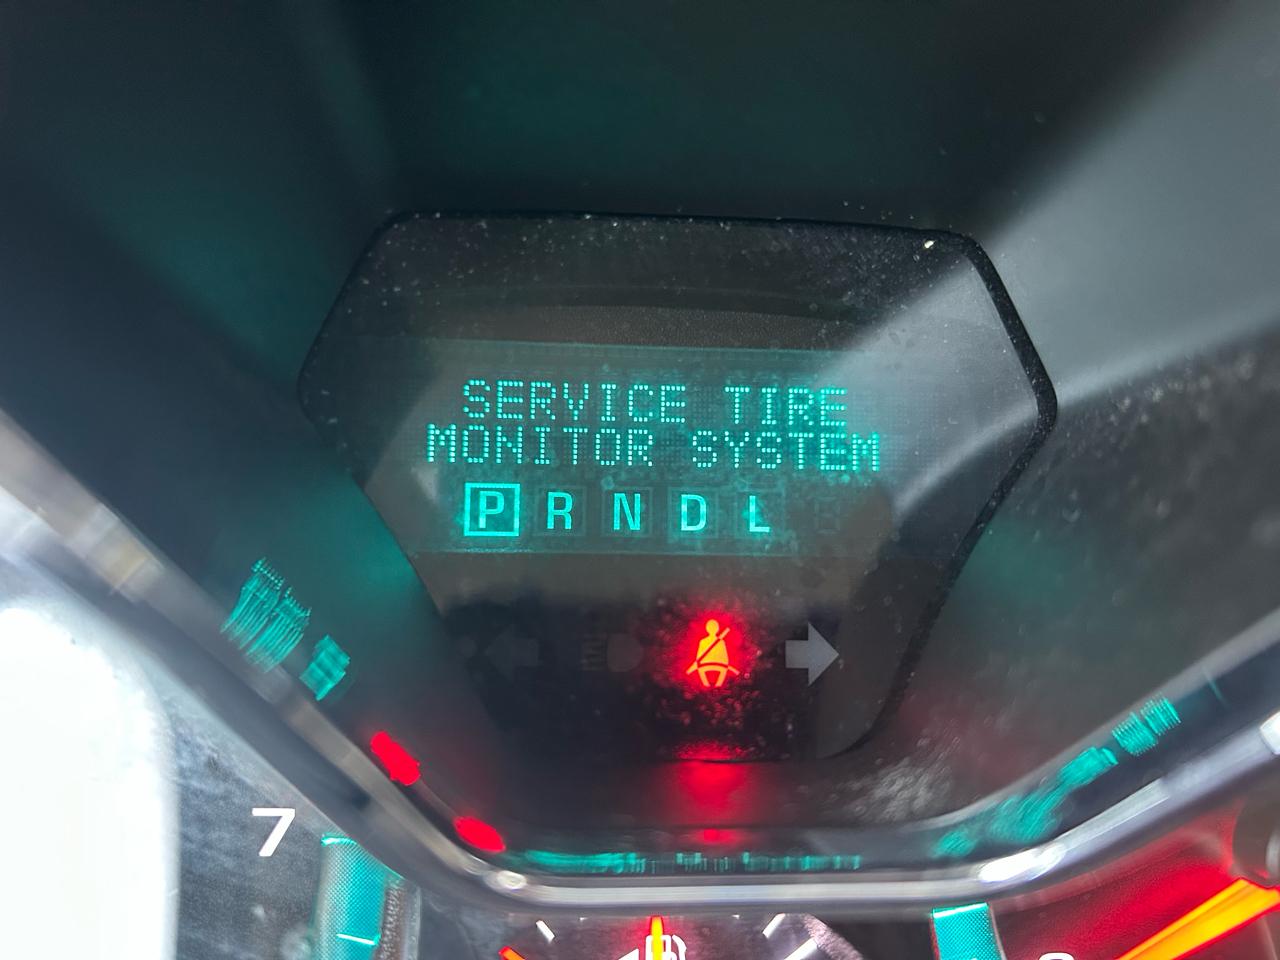 SERVICE TIRE
MONITOR SYSTEM
P R N D L
7